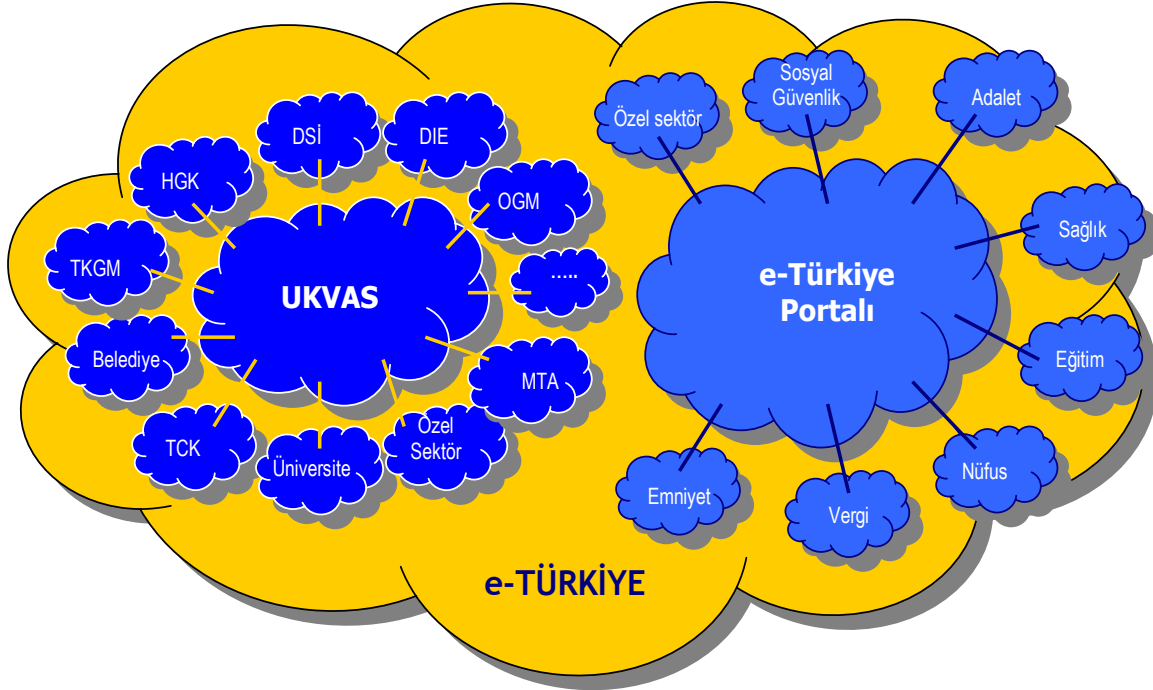 DSİ
DIE
HGK
OGM
TKGM
.....
UKVAS
Belediye
MTA
TCK
Üniversite
Özel
Sektör
Özel sektör
Sosyal
Güvenlik
Adalet
Sağlık
e-Türkiye
Portalı
Eğitim
Nüfus
Vergi
Emniyet
e-TÜRKİYE